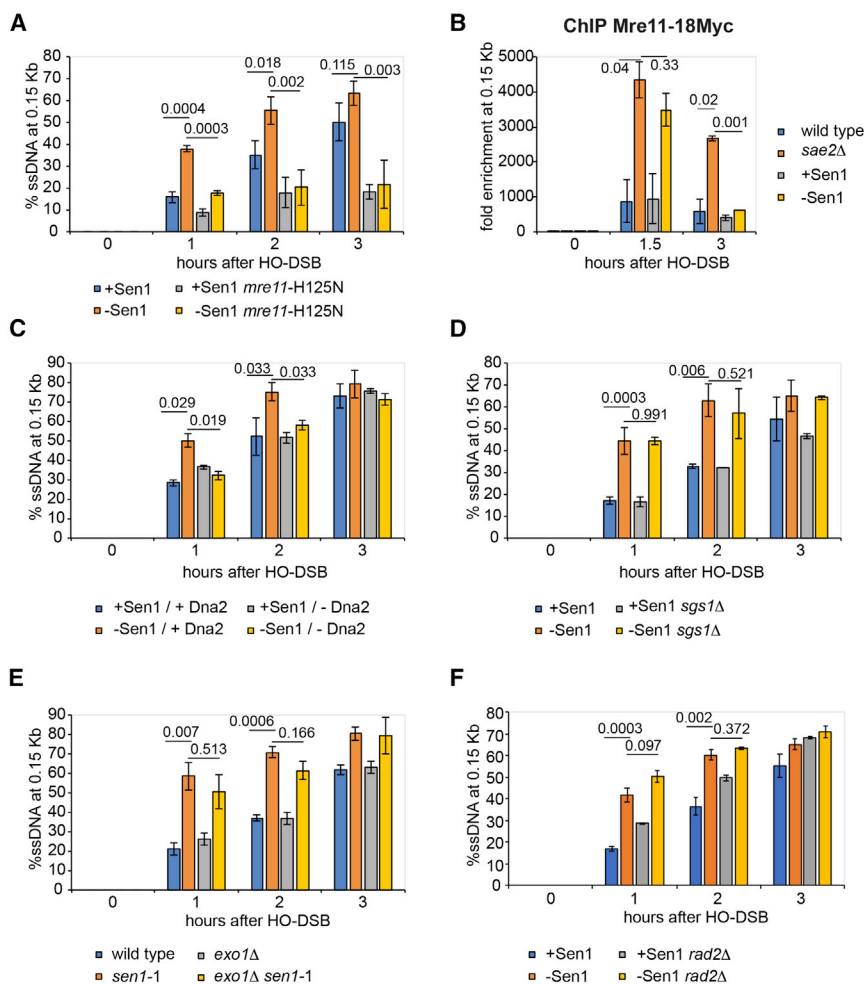 A
% ssDNA at 0.15 Kb
80
70
60
50
40
30
20
10
0
0.0004
0.0003
0.018
0.002
0.115
0.003
0 1 2 3
hours after HO-DSB
+Sen1 +Sen1 mre11-H125N
-Sen1 -Sen1 mre11-H125N
B
ChIP Mre11-18Myc
fold enrichment at 0.15 Kb
5000
4000
3000
2000
1000
0
0.04
0.33
0.02
0.001
0 1.5 3
hours after HO-DSB
wild type
sae2Δ
+Sen1
-Sen1
C
% ssDNA at 0.15 Kb
90
80
70
60
50
40
30
20
10
0
0.029
0.019
0.033 0.033
0 1 2 3
hours after HO-DSB
+Sen1 / + Dna2 +Sen1 / - Dna2
-Sen1 / + Dna2 -Sen1 / - Dna2
D
% ssDNA at 0.15 Kb
80
70
60
50
40
30
20
10
0
0.0003
0.991
0.006
0.521
0 1 2 3
hours after HO-DSB
+Sen1 +Sen1 sgs1Δ
-Sen1 -Sen1 sgs1Δ
E
%ssDNA at 0.15 Kb
90
80
70
60
50
40
30
20
10
0
0.007
0.513
0.0006
0.166
0 1 2 3
hours after HO-DSB
wild type exo1Δ
sen1-1 exo1Δ sen1-1
F
%ssDNA at 0.15 Kb
80
70
60
50
40
30
20
10
0
0.0003
0.097
0.002
0.372
0 1 2 3
hours after HO-DSB
+Sen1 +Sen1 rad2Δ
-Sen1 -Sen1 rad2Δ